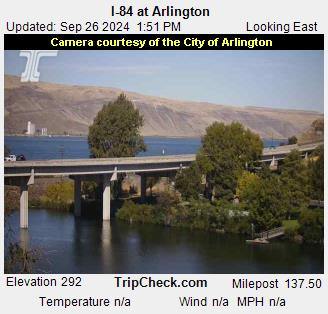 I-84 at Arlington
Updated: Sep 26 2024 1:51 PM Looking East
Camera courtesy of the City of Arlington
Elevation 292 TripCheck.com Milepost 137.50
Temperature n/a Wind n/a MPH n/a